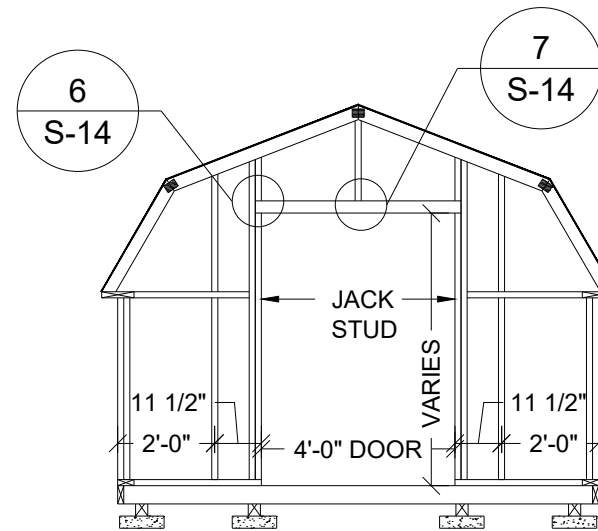 6
S-14
7
S-14
JACK
STUD
VARIES
11 1/2"
11 1/2"
2'-0"
4'-0" DOOR
2'-0"